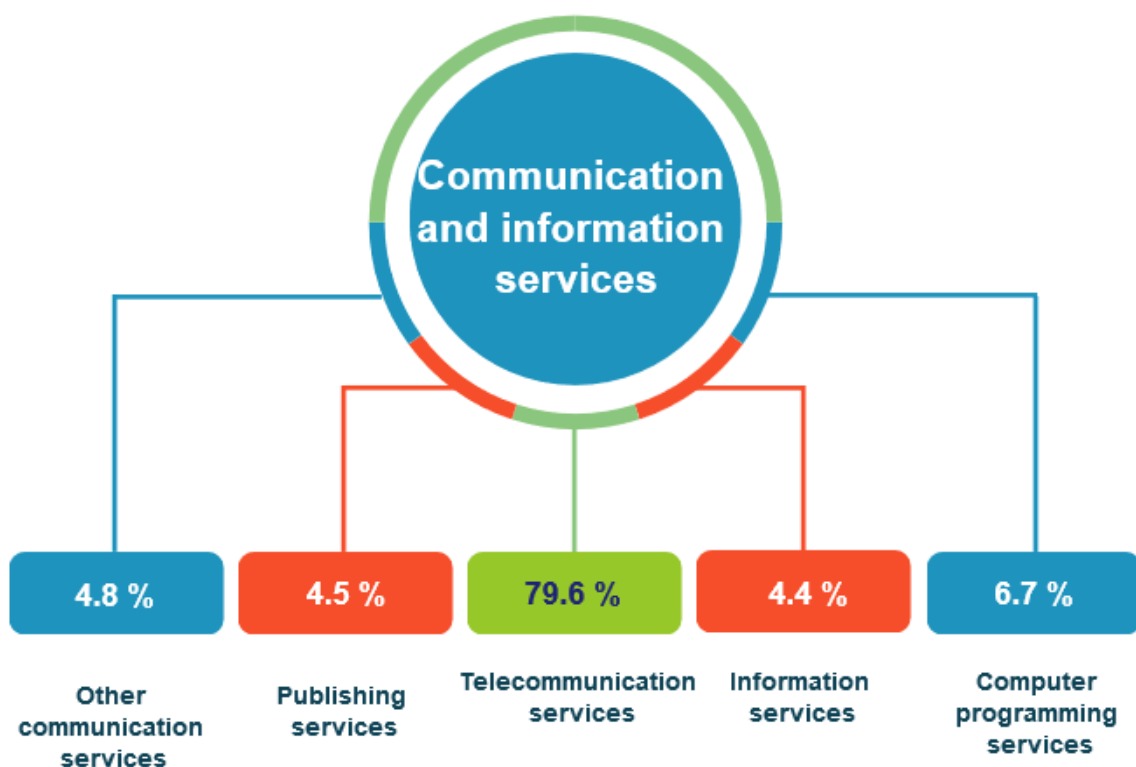 Communication
and information
services
4.8 %
4.5 %
79.6 %
4.4 %
6.7 %
Other
communication
services
Publishing
services
Telecommunication
services
Information
services
Computer
programming
services